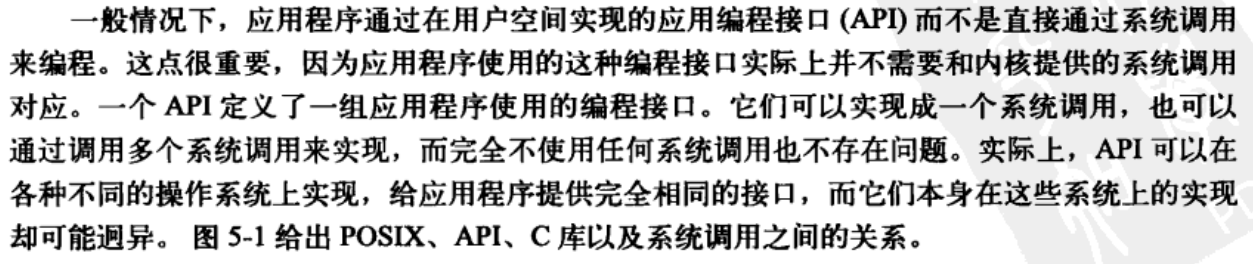 一般情况下，应用程序通过在用户空间实现的应用编程接口 (API) 而不是直接通过系统调用
来编程。这点很重要，因为应用程序使用的这种编程接口实际上并不需要和内核提供的系统调用
对应。一个 API 定义了一组应用程序使用的编程接口。它们可以实现成一个系统调用，也可以
通过调用多个系统调用来实现，而完全不使用任何系统调用也不存在问题。实际上，API 可以在
各种不同的操作系统上实现，给应用程序提供完全相同的接口，而它们本身在这些系统上的实现
却可能迥异。 图 5-1 给出 POSIX、API、C 库以及系统调用之间的关系。